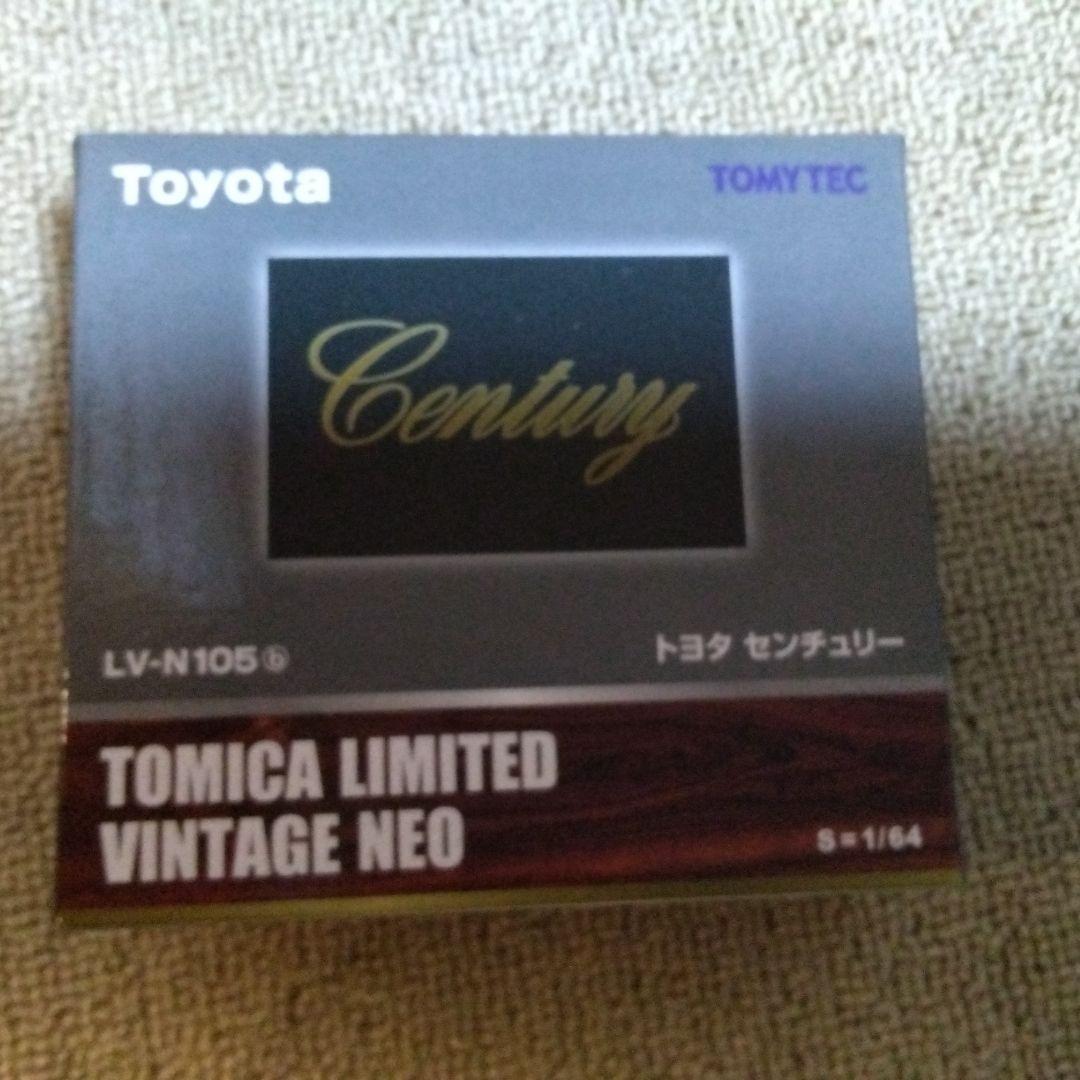 Toyota
TOMYTEC
Century
LV-N105ⓑ
トヨタ センチュリー
TOMICA LIMITED
VINTAGE NEO
S=1/64